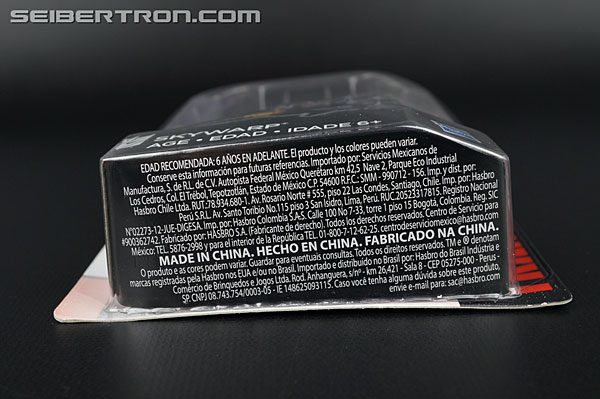 SEIBERTRON.COM
SKYWARP
AGE • EDAD • IDADE 6+
EDAD RECOMENDADA: 6 AÑOS EN ADELANTE. El producto y los colores pueden variar.
Conserve esta información para futuras referencias. Importado por: Servicios Mexicanos de
Manufactura, S. de R.L. de C.V. Autopista Federal México Querétaro km 42,5 Nave 2, Parque Eco Industrial
Los Cedros, Col. El Trébol, Tepotzotlán, Estado de México C.P. 54600 R.F.C.: SMM - 990712 - 156. Imp. y dist. por:
Hasbro Chile Ltda. RUT.:78.934.680-1. Av. Rosario Norte # 555, piso 22 Las Condes, Santiago, Chile. Imp. por: Hasbro
Perú S.R.L. Av. Santo Toribio No.115 piso 3 San Isidro, Lima, Perú. RUC.20523317815. Registro Nacional
N°02273-12-JUE-DIGESA. Imp. por: Hasbro Colombia S.A.S. Calle 100 No 7-33, torre 1 piso 15 Bogotá, Colombia. Reg. SIC
#900362742. Fabricado por: HASBRO S.A. (Fabricante de derecho). Todos los derechos reservados. Centro de Servicio para
México: TEL. 5876-2998 y para el interior de la República TEL. 01-800-7-12-62-25. centrodeserviciomexico@hasbro.com.
MADE IN CHINA. HECHO EN CHINA. FABRICADO NA CHINA.
O produto e as cores podem variar. Guardar para eventuais consultas. Todos os direitos reservados. TM e ® denotam
marcas registradas pela Hasbro nos EUA e/ou no Brasil. Importado e distribuído no Brasil por: Hasbro do Brasil Indústria e
Comércio de Brinquedos e Jogos Ltda. Rod. Anhanguera, s/nº - km 26,421 - Sala 8 - CEP 05275-000 - Perus -
SP. CNPJ 08.743.754/0003-05 - IE 148625093115. Caso você tenha alguma dúvida sobre este produto,
envie e-mail para: sac@hasbro.com